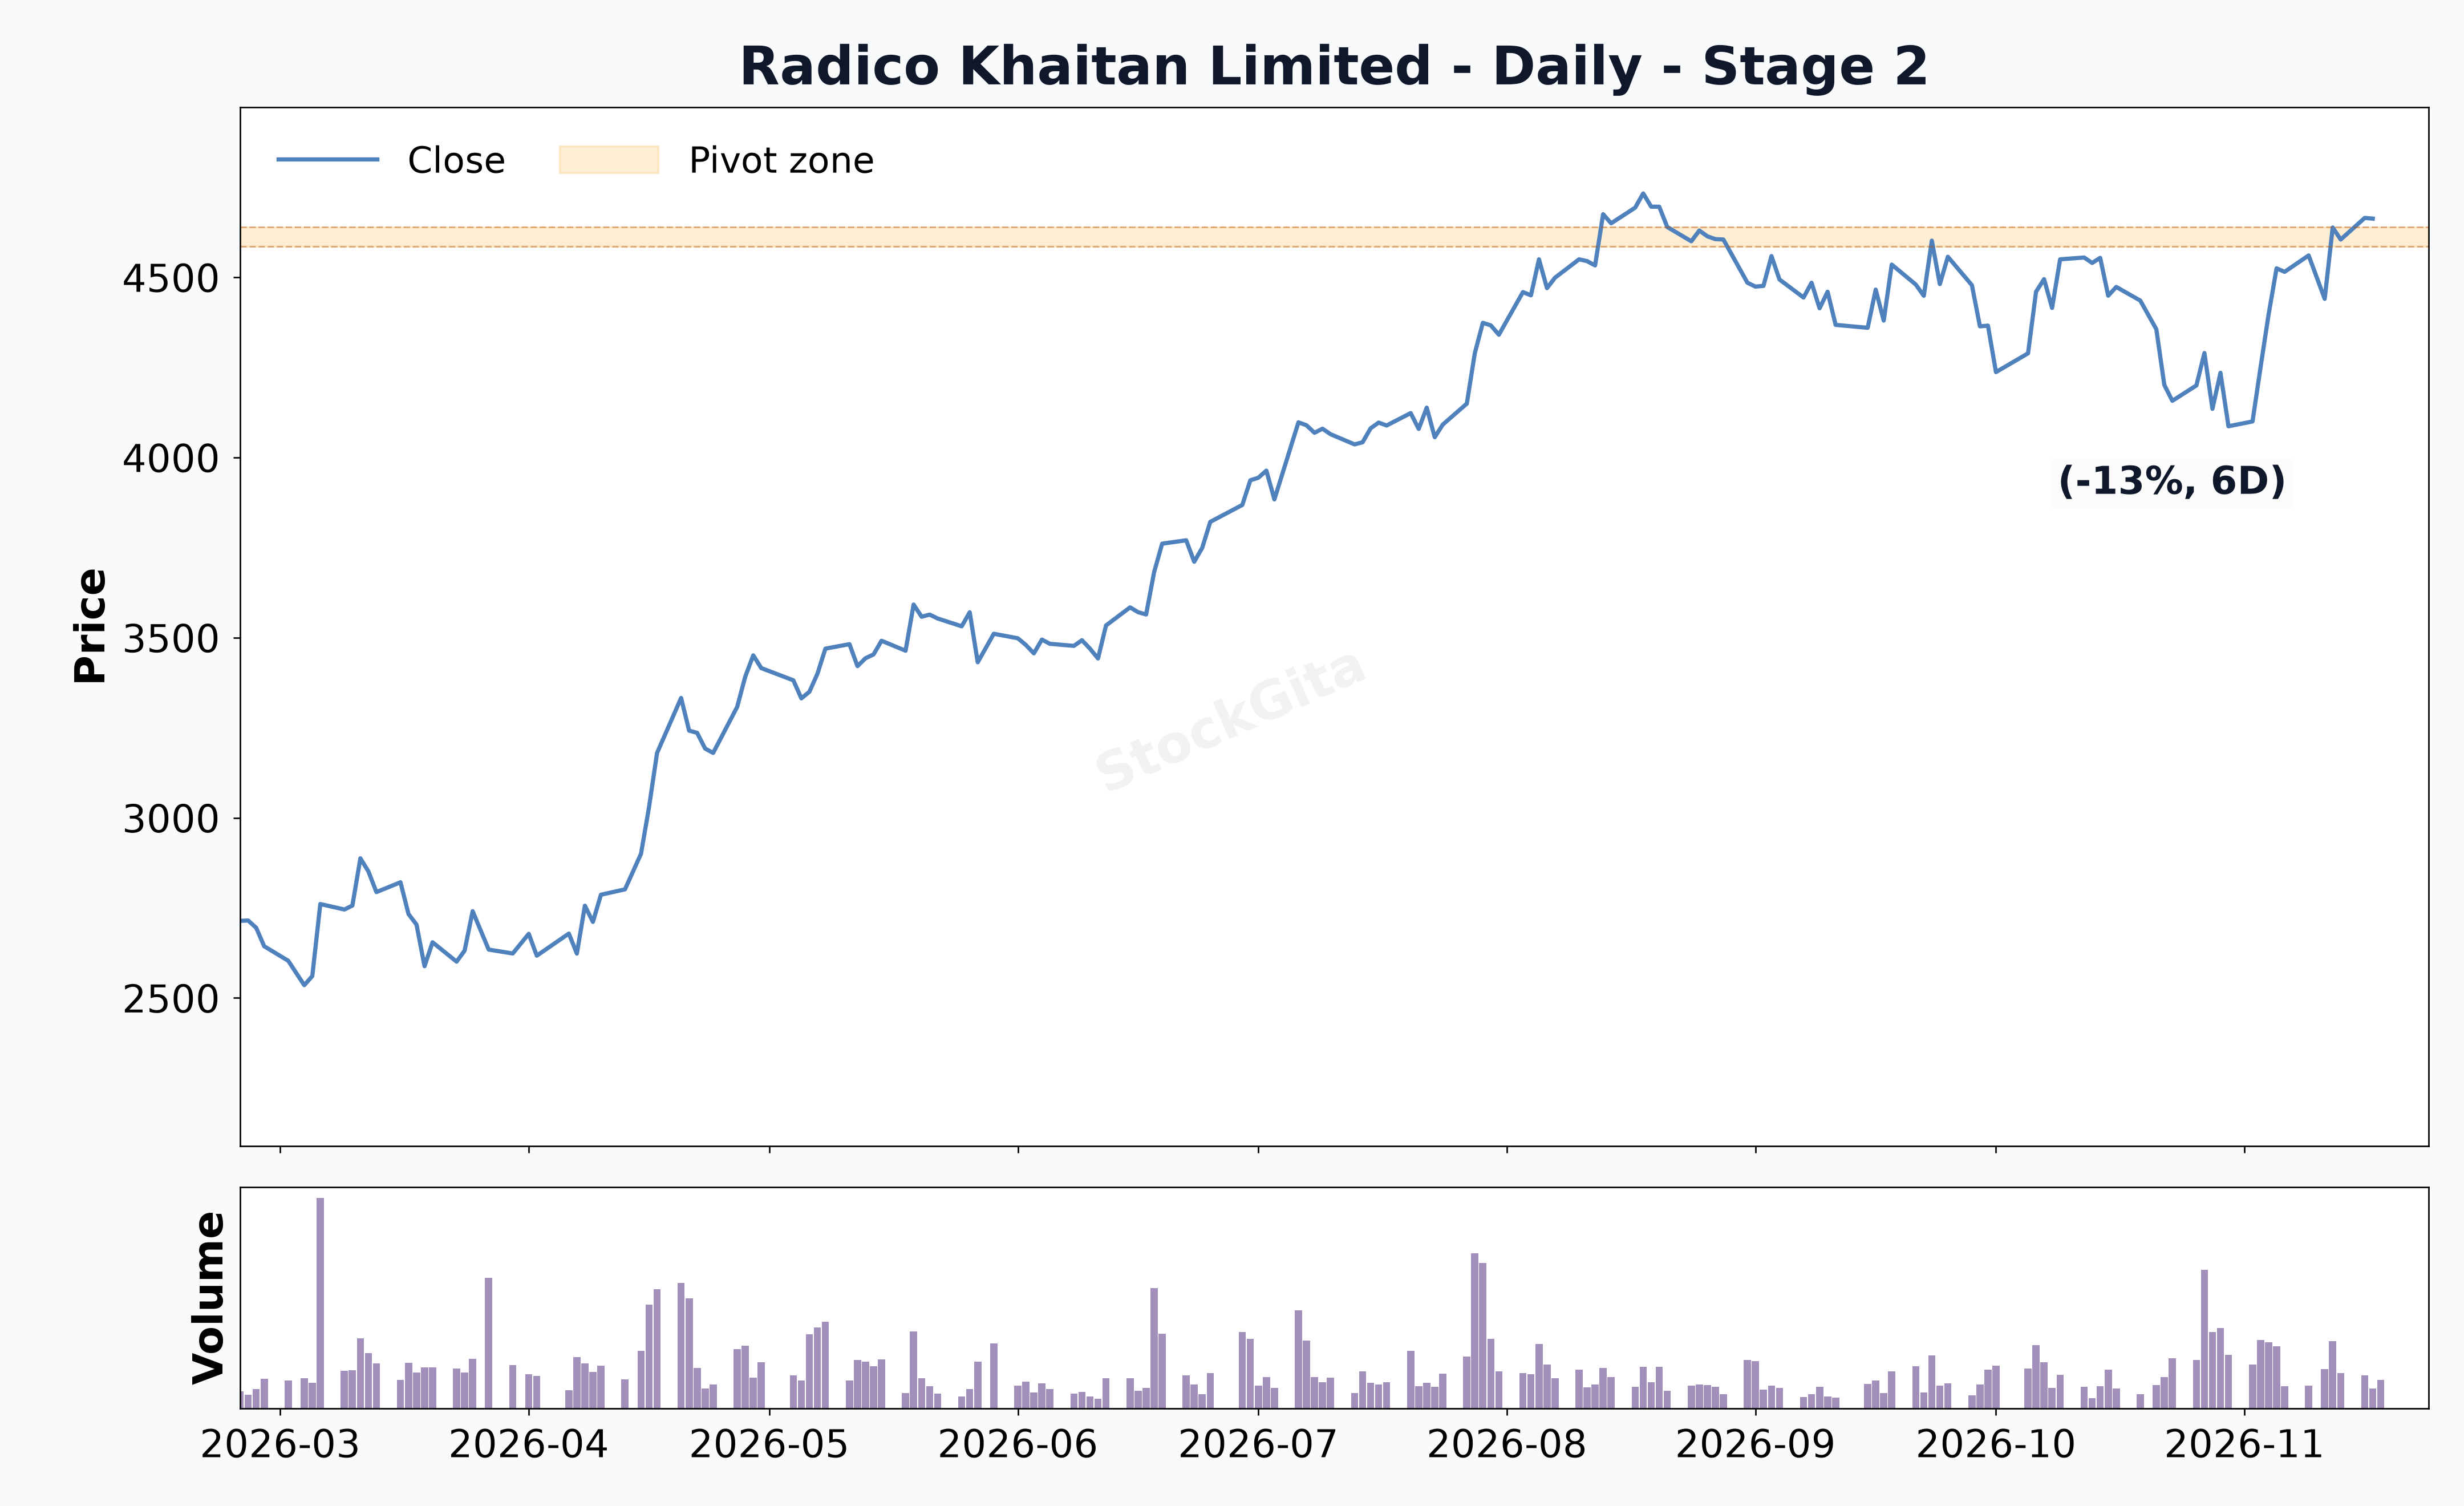 Radico Khaitan Limited - Daily - Stage 2
Close
Pivot zone
4500
4000
3500
3000
2500
Price
(-13%, 6D)
StockGita
Volume
2026-03
2026-04
2026-05
2026-06
2026-07
2026-08
2026-09
2026-10
2026-11